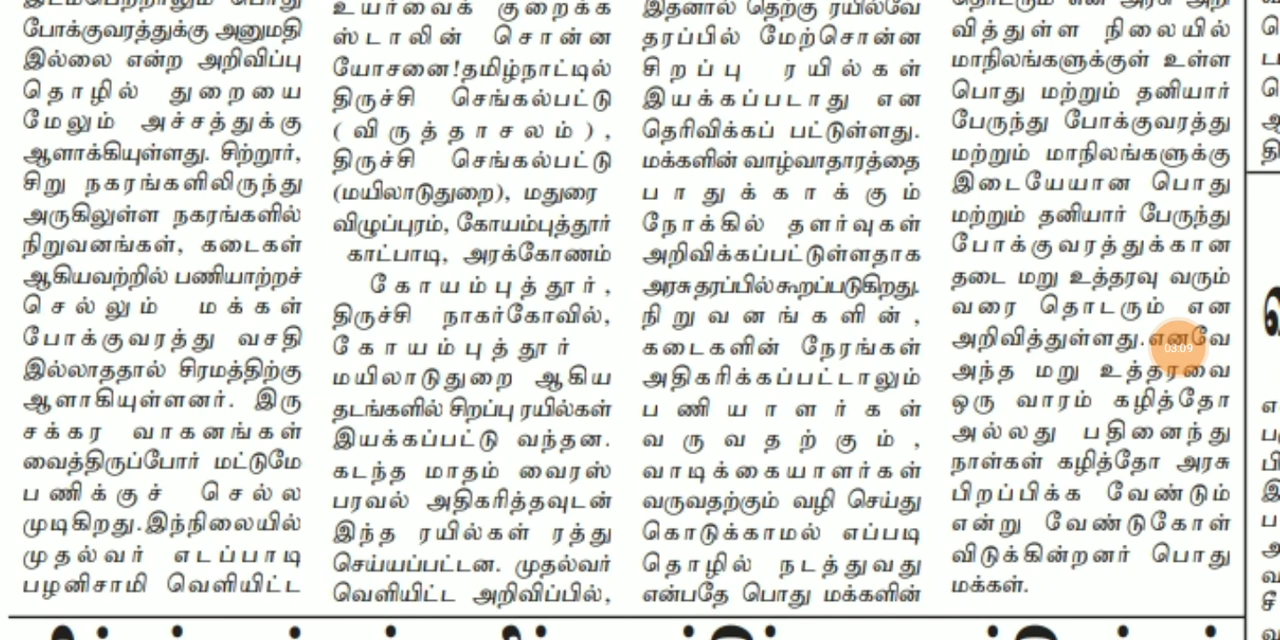 போக்குவரத்துக்கு அனுமதி
இல்லை என்ற அறிவிப்பு
தொழில் துறையை
மேலும் அச்சத்துக்கு
ஆளாக்கியுள்ளது. சிற்றூர்,
சிறு நகரங்களிலிருந்து
அருகிலுள்ள நகரங்களில்
நிறுவனங்கள், கடைகள்
ஆகியவற்றில் பணியாற்றச்
செல்லும் மக்கள்
போக்குவரத்து வசதி
இல்லாததால் சிரமத்திற்கு
ஆளாகியுள்ளனர். இரு
சக்கர வாகனங்கள்
வைத்திருப்போர் மட்டுமே
பணிக்குச் செல்ல
முடிகிறது.இந்நிலையில்
முதல்வர் எடப்பாடி
பழனிசாமி வெளியிட்ட
உயர்வைக் குறைக்க
ஸ்டாலின் சொன்ன
யோசனை!தமிழ்நாட்டில்
திருச்சி செங்கல்பட்டு
(விருத்தாசலம்),
திருச்சி செங்கல்பட்டு
(மயிலாடுதுறை), மதுரை
விழுப்புரம், கோயம்புத்தூர்
காட்பாடி, அரக்கோணம்
கோயம்புத்தூர்,
திருச்சி நாகர்கோவில்,
கோயம்புத்தூர்
மயிலாடுதுறை ஆகிய
தடங்களில் சிறப்பு ரயில்கள்
இயக்கப்பட்டு வந்தன.
கடந்த மாதம் வைரஸ்
பரவல் அதிகரித்தவுடன்
இந்த ரயில்கள் ரத்து
செய்யப்பட்டன. முதல்வர்
வெளியிட்ட அறிவிப்பில்,
இதனால் தெற்கு ரயில்வே
தரப்பில் மேற்சொன்ன
சிறப்பு ரயில்கள்
இயக்கப்படாது என
தெரிவிக்கப் பட்டுள்ளது.
மக்களின் வாழ்வாதாரத்தை
பாதுக்காக்கும்
நோக்கில் தளர்வுகள்
அறிவிக்கப்பட்டுள்ளதாக
அரசு தரப்பில் கூறப்படுகிறது.
நிறுவனங்களின்,
கடைகளின் நேரங்கள்
அதிகரிக்கப்பட்டாலும்
பணியாளர்கள்
வருவதற்கும்,
வாடிக்கையாளர்கள்
வருவதற்கும் வழி செய்து
கொடுக்காமல் எப்படி
தொழில் நடத்துவது
என்பதே பொது மக்களின்
வித்துள்ள நிலையில்
மாநிலங்களுக்குள் உள்ள
பொது மற்றும் தனியார்
பேருந்து போக்குவரத்து
மற்றும் மாநிலங்களுக்கு
இடையேயான பொது
மற்றும் தனியார் பேருந்து
போக்குவரத்துக்கான
தடை மறு உத்தரவு வரும்
வரை தொடரும் என
அறிவித்துள்ளது.எனவே
அந்த மறு உத்தரவை
ஒரு வாரம் கழித்தோ
அல்லது பதினைந்து
நாள்கள் கழித்தோ அரசு
பிறப்பிக்க வேண்டும்
என்று வேண்டுகோள்
விடுக்கின்றனர் பொது
மக்கள்.
03:09